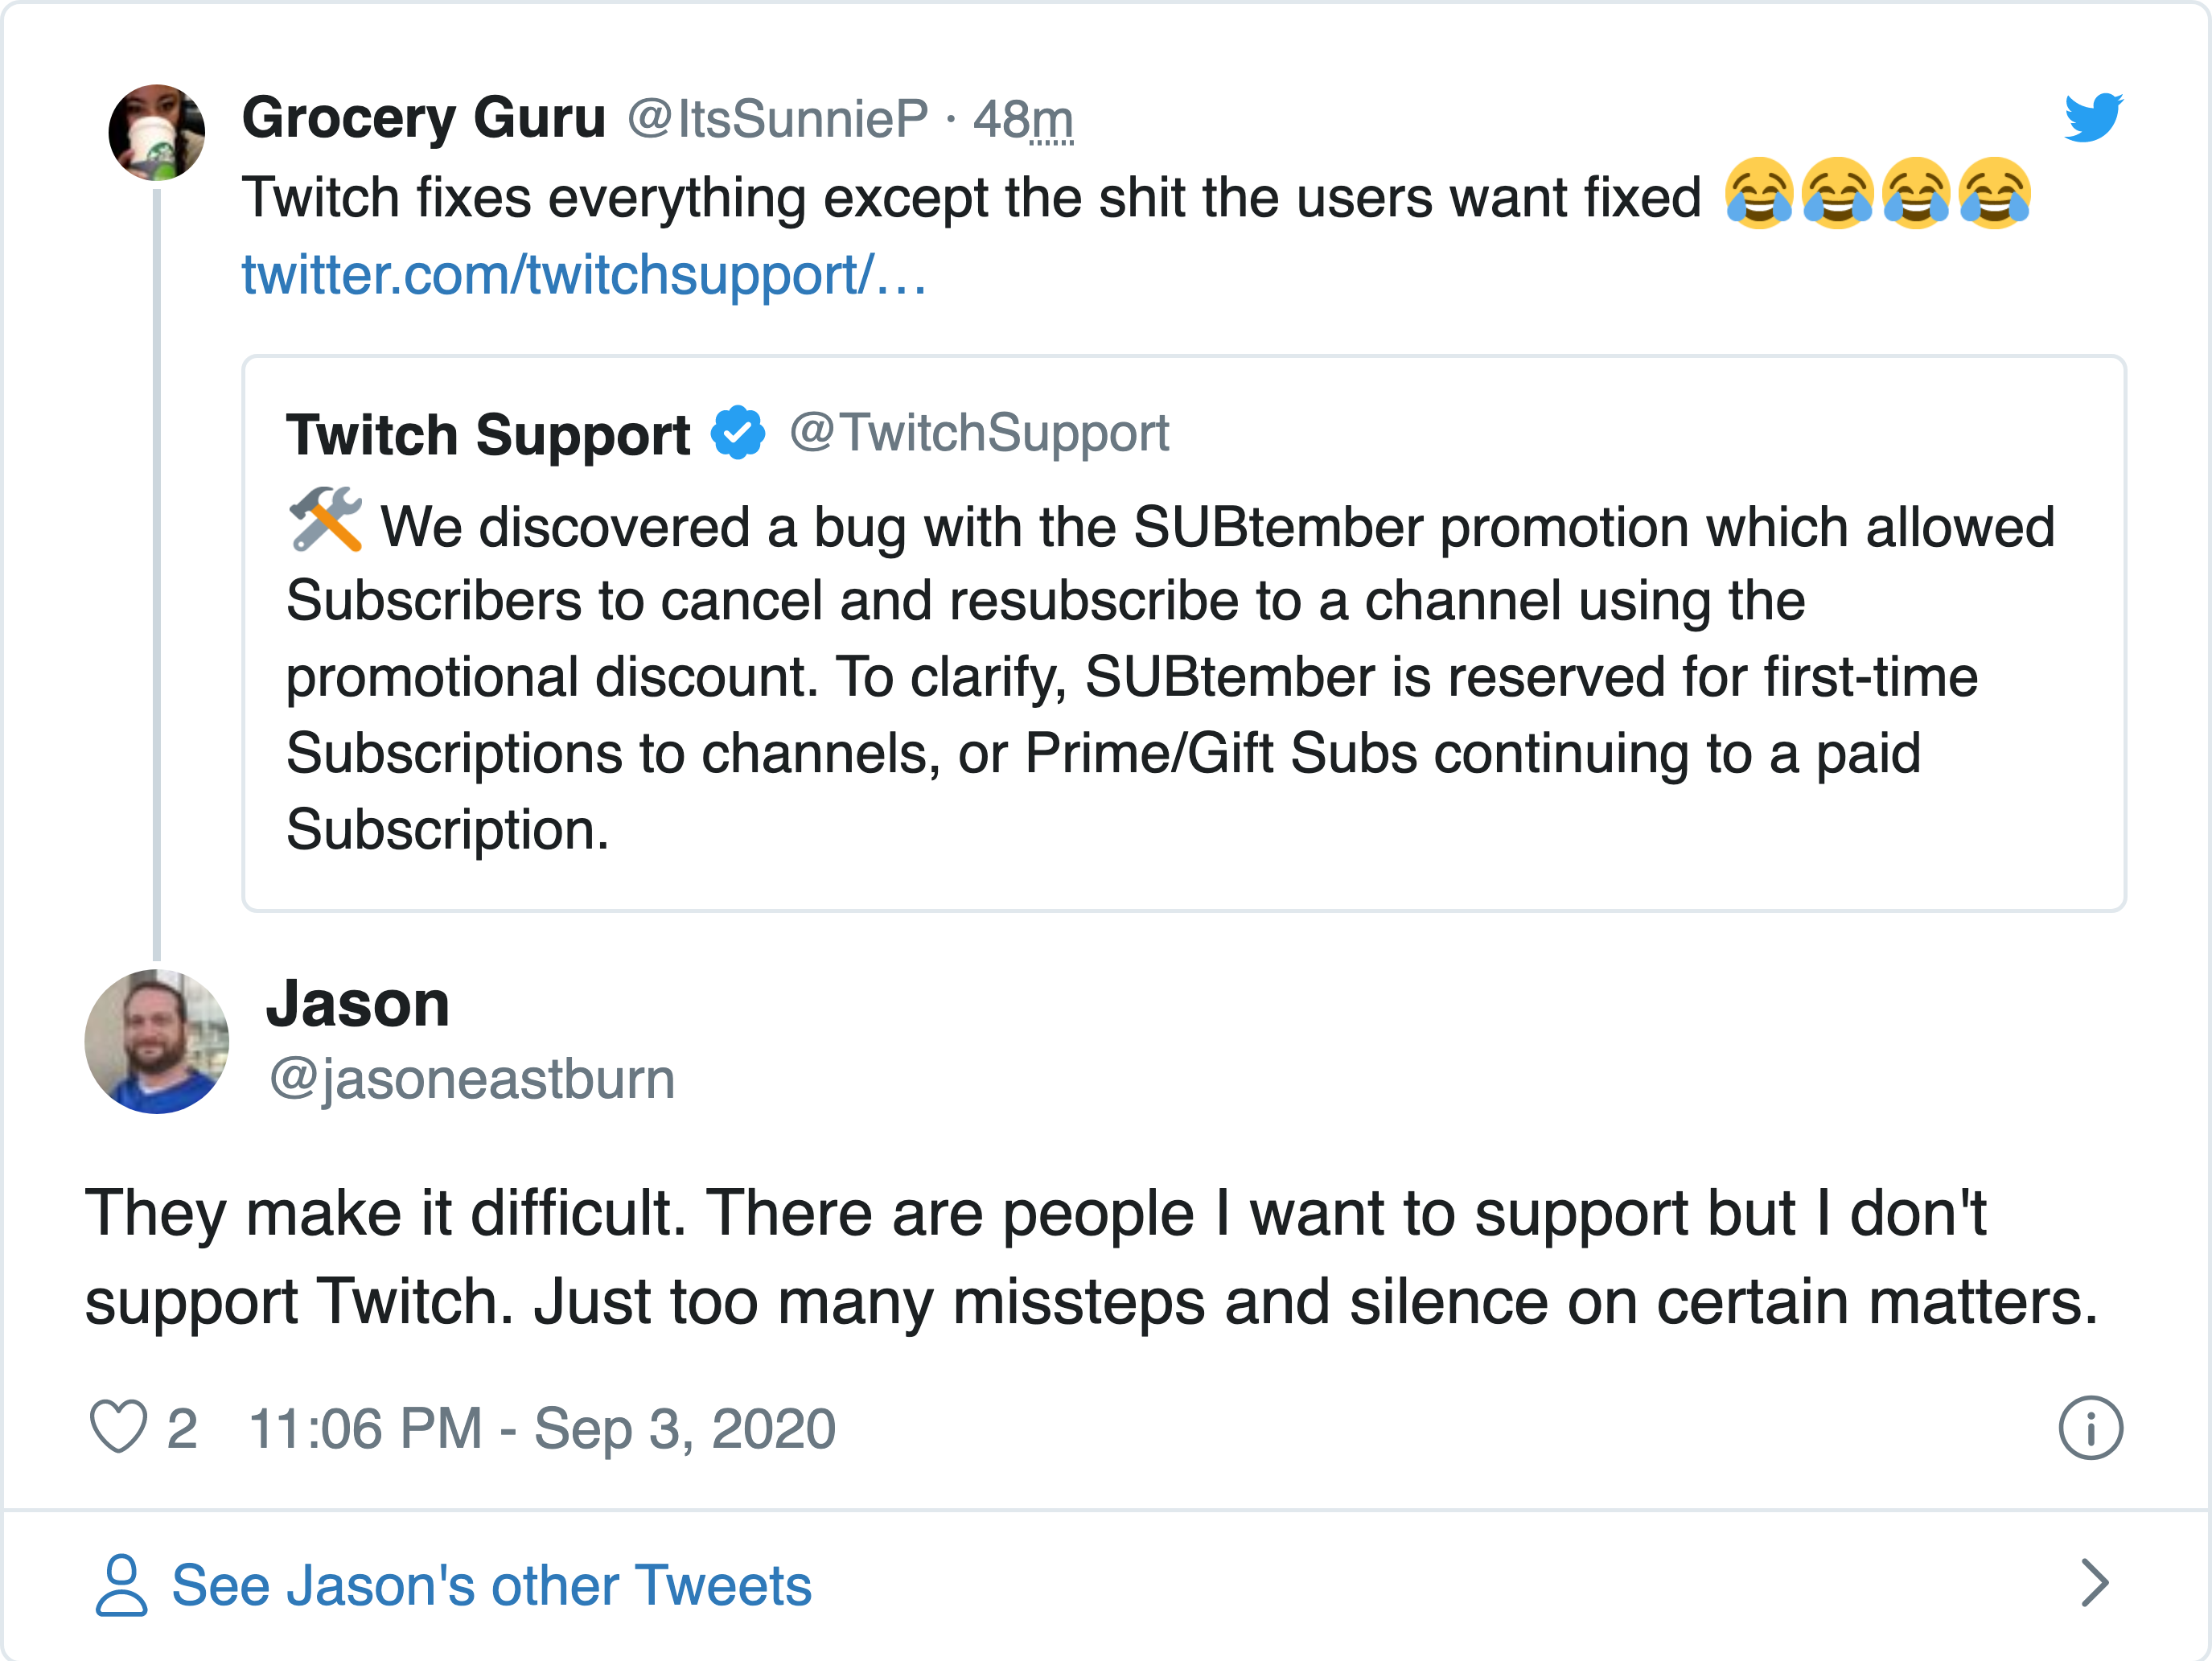 Grocery Guru @ItsSunnieP · 48m
Twitch fixes everything except the shit the users want fixed 😂😂😂😂
twitter.com/twitchsupport/…
Twitch Support @TwitchSupport
🛠 We discovered a bug with the SUBtember promotion which allowed
Subscribers to cancel and resubscribe to a channel using the
promotional discount. To clarify, SUBtember is reserved for first-time
Subscriptions to channels, or Prime/Gift Subs continuing to a paid
Subscription.
Jason
@jasoneastburn
They make it difficult. There are people I want to support but I don't
support Twitch. Just too many missteps and silence on certain matters.
2 11:06 PM - Sep 3, 2020
See Jason's other Tweets